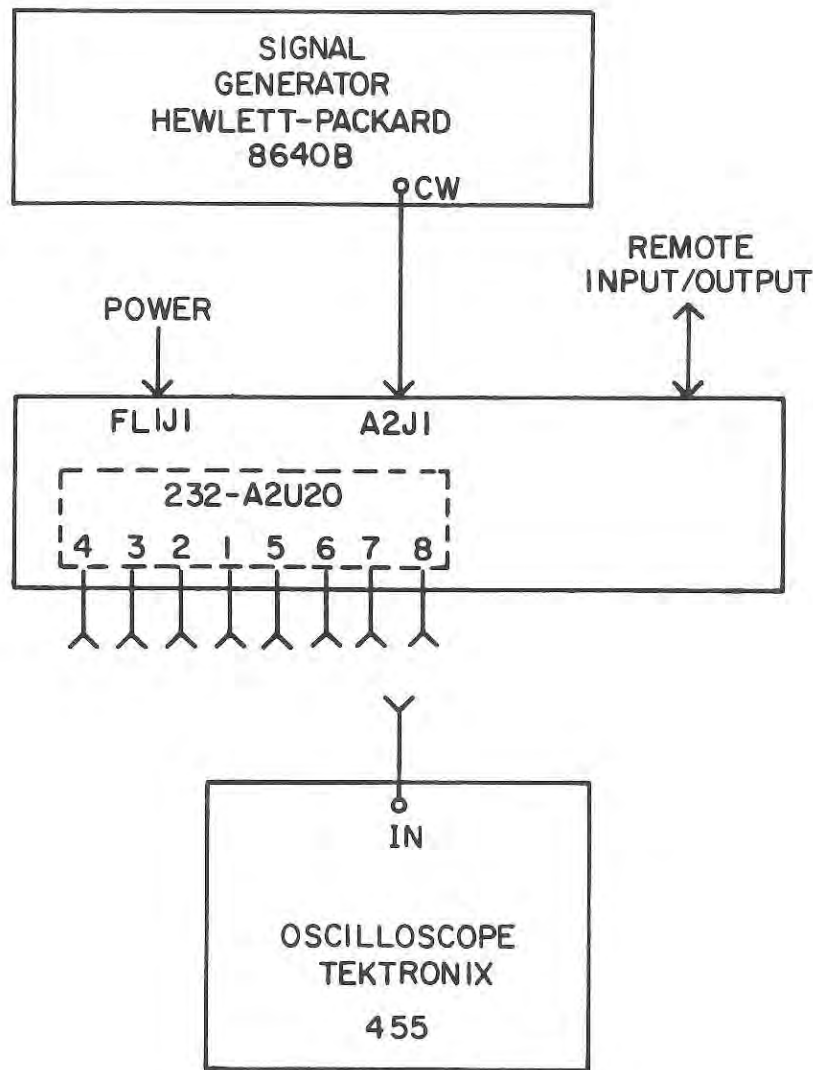 SIGNAL
GENERATOR
HEWLETT-PACKARD
8640B
CW
REMOTE
INPUT/OUTPUT
POWER
FL1J1
A2J1
232-A2U20
4 3 2 1 5 6 7 8
IN
OSCILLOSCOPE
TEKTRONIX
455